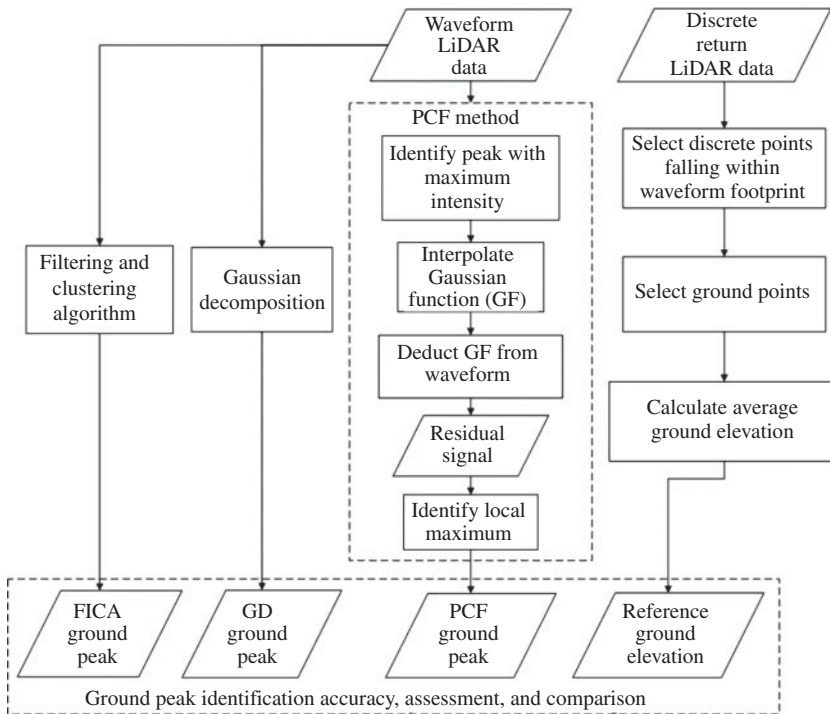 Waveform
LiDAR
data
Discrete
return
LiDAR data
PCF method
Identify peak with
maximum
intensity
Select discrete points
falling within
waveform footprint
Filtering and
clustering
algorithm
Gaussian
decomposition
Interpolate
Gaussian
function (GF)
Select ground points
Deduct GF from
waveform
Calculate average
ground elevation
Residual
signal
Identify local
maximum
FICA
ground
peak
GD
ground
peak
PCF
ground
peak
Reference
ground
elevation
Ground peak identification accuracy, assessment, and comparison